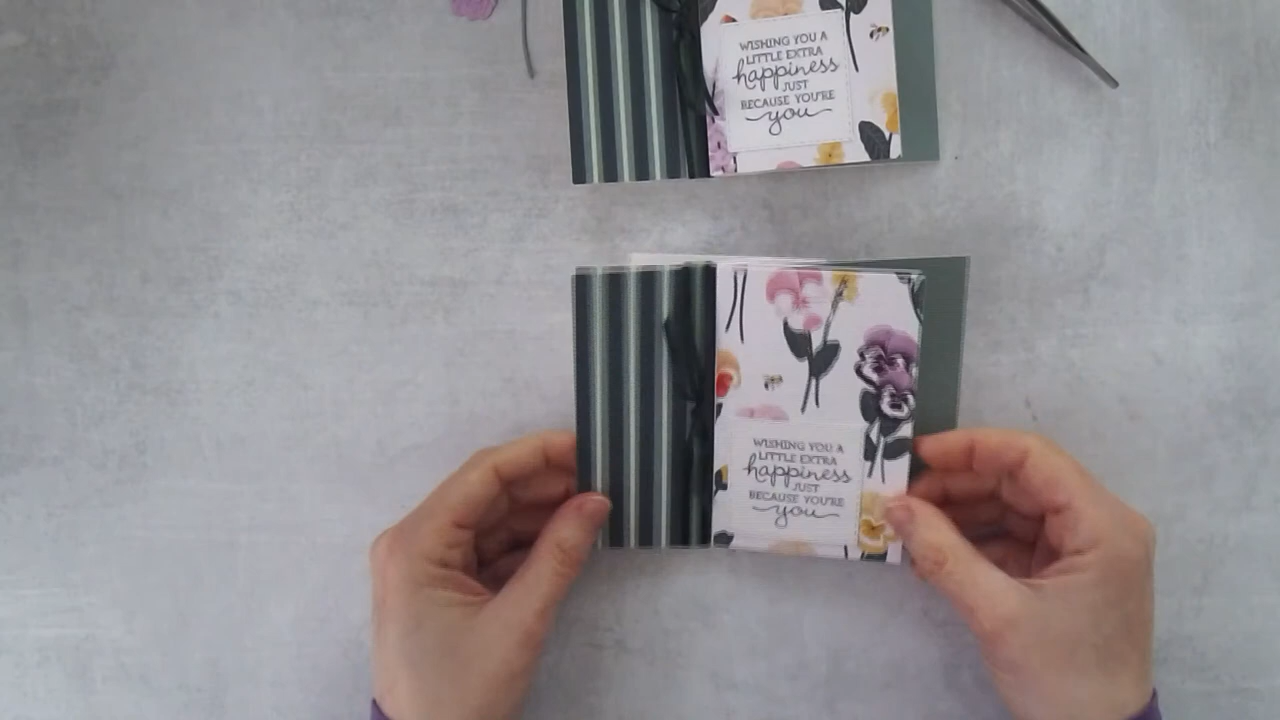 WISHING YOU A
LITTLE EXTRA
happiness
JUST
BECAUSE YOU'RE
you
WISHING YOU A
LITTLE EXTRA
happiness
JUST
BECAUSE YOU'RE
you